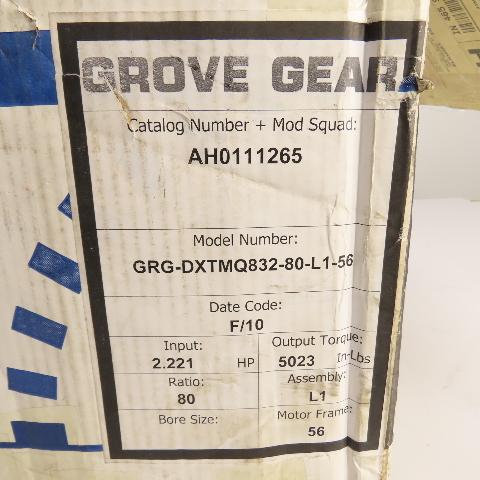 GROVE GEAR
Catalog Number + Mod Squad:
AH0111265
Model Number:
GRG-DXTMQ832-80-L1-56
Date Code:
F/10
Input: Output Torque:
2.221 HP 5023 In-Lbs
Ratio: Assembly:
80 L1
Bore Size: Motor Frame:
56